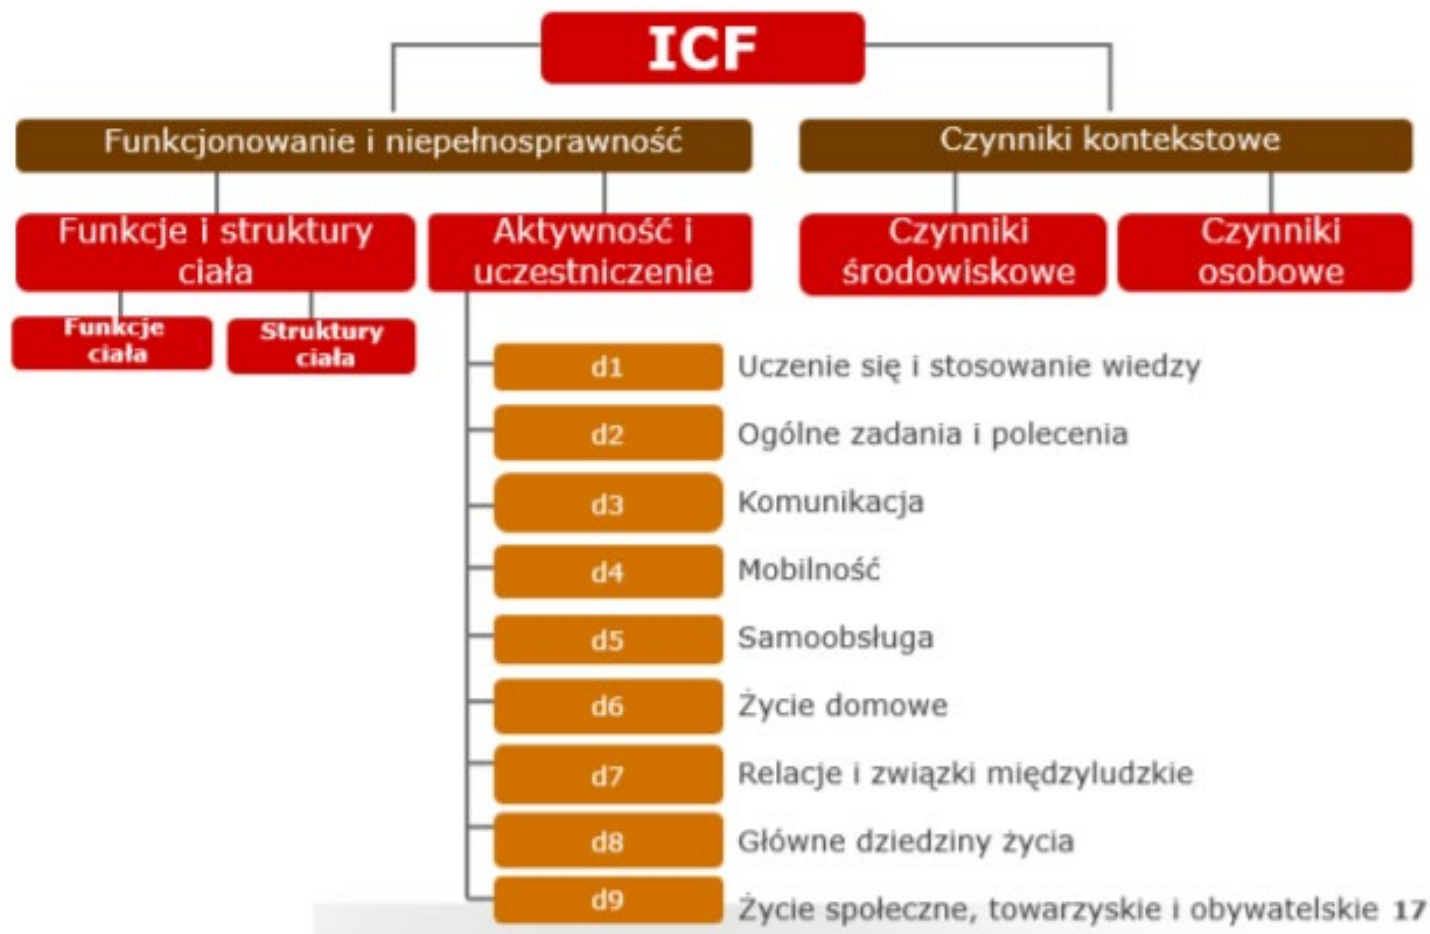 ICF
Funkcjonowanie i niepełnosprawność
Czynniki kontekstowe
Funkcje i struktury
ciała
Aktywność i
uczestniczenie
Czynniki
środowiskowe
Czynniki
osobowe
Funkcje
ciała
Struktury
ciała
d1 Uczenie się i stosowanie wiedzy
d2 Ogólne zadania i polecenia
d3 Komunikacja
d4 Mobilność
d5 Samoobsługa
d6 Życie domowe
d7 Relacje i związki międzyludzkie
d8 Główne dziedziny życia
d9 Życie społeczne, towarzyskie i obywatelskie 17